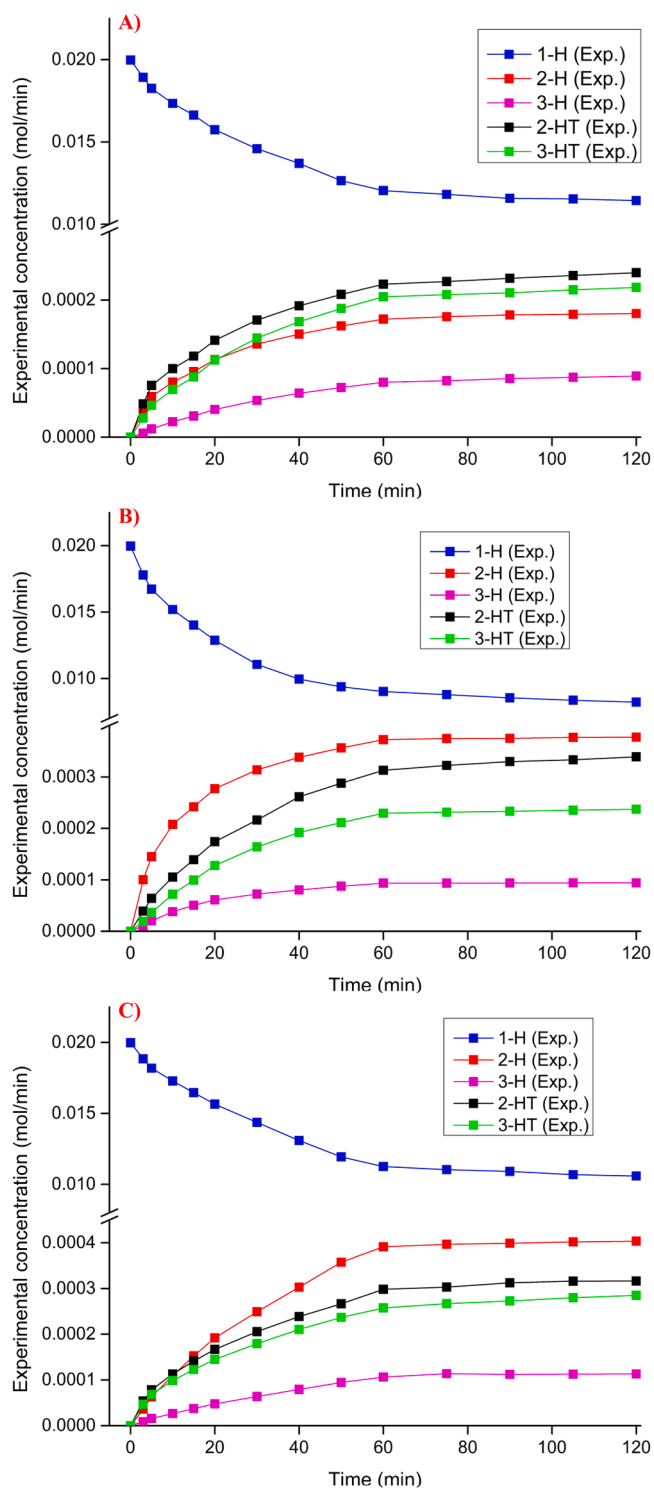 A)
Experimental concentration (mol/min)
0.020
0.015
0.010
0.0002
0.0001
0.0000
1-H (Exp.)
2-H (Exp.)
3-H (Exp.)
2-HT (Exp.)
3-HT (Exp.)
0 20 40 60 80 100 120
Time (min)
B)
Experimental concentration (mol/min)
0.020
0.015
0.010
0.0003
0.0002
0.0001
0.0000
1-H (Exp.)
2-H (Exp.)
3-H (Exp.)
2-HT (Exp.)
3-HT (Exp.)
0 20 40 60 80 100 120
Time (min)
C)
Experimental concentration (mol/min)
0.020
0.015
0.010
0.0004
0.0003
0.0002
0.0001
0.0000
1-H (Exp.)
2-H (Exp.)
3-H (Exp.)
2-HT (Exp.)
3-HT (Exp.)
0 20 40 60 80 100 120
Time (min)